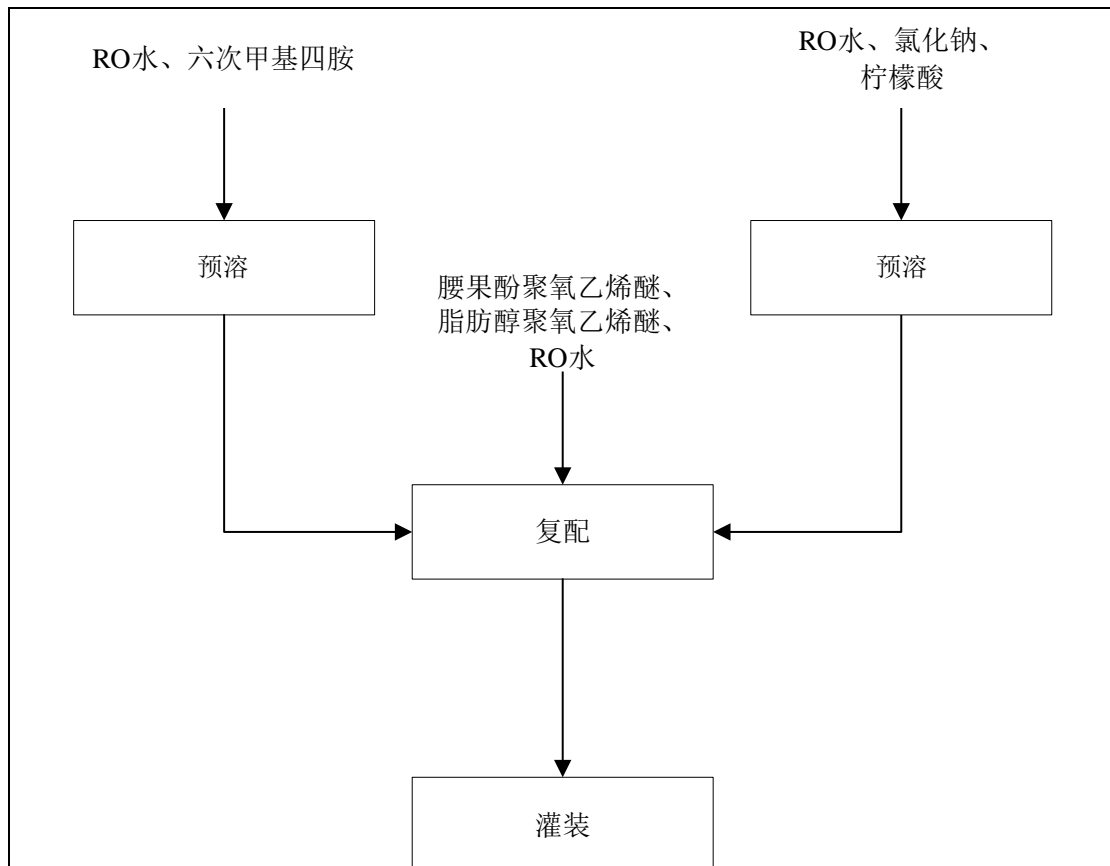 RO水、六次甲基四胺
RO水、氯化钠、
柠檬酸
预溶
预溶
腰果酚聚氧乙烯醚、
脂肪醇聚氧乙烯醚、
RO水
复配
灌装